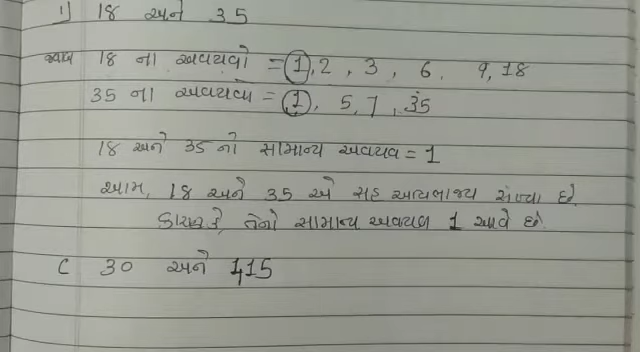 1) 18 અને 35
જવાબ 18 ના અવયવો = 1, 2, 3, 6, 9, 18
35 ના અવયવો = 1, 5, 7, 35
18 અને 35 નો સામાન્ય અવયવ = 1
આમ, 18 અને 35 એ સહ અવિભાજ્ય સંખ્યા છે.
કારણ કે, તેનો સામાન્ય અવયવ 1 આવે છે.
C 30 અને 415